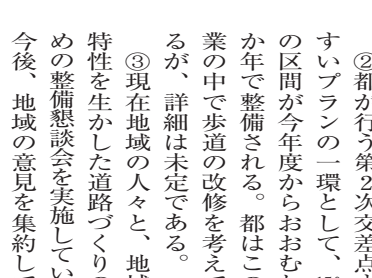 ②都が行う第2次交差点
すいプランの一環として、
の区間が今年度からおおむ
か年で整備される。都はこの
業の中で歩道の改修を考えて
るが、詳細は未定である。
③現在地域の人々と、地域
特性を生かした道路づくりの
めの整備懇談会を実施してい
今後、地域の意見を集約して